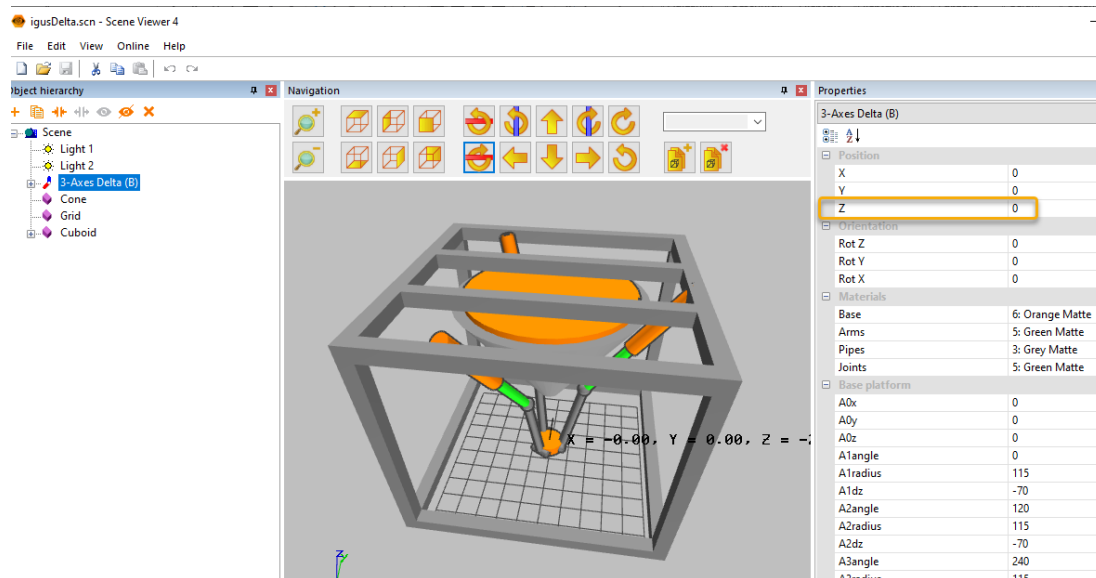 igusDelta.scn - Scene Viewer 4
File Edit View Online Help
Object hierarchy
Navigation
Properties
Scene
Light 1
Light 2
3-Axes Delta (B)
Cone
Grid
Cuboid
X = -0.00, Y = 0.00, Z = -
Z
Y
3-Axes Delta (B)
Position
X 0
Y 0
Z 0
Orientation
Rot Z 0
Rot Y 0
Rot X 0
Materials
Base 6: Orange Matte
Arms 5: Green Matte
Pipes 3: Grey Matte
Joints 5: Green Matte
Base platform
A0x 0
A0y 0
A0z 0
A1angle 0
A1radius 115
A1dz -70
A2angle 120
A2radius 115
A2dz -70
A3angle 240
A3radius 115